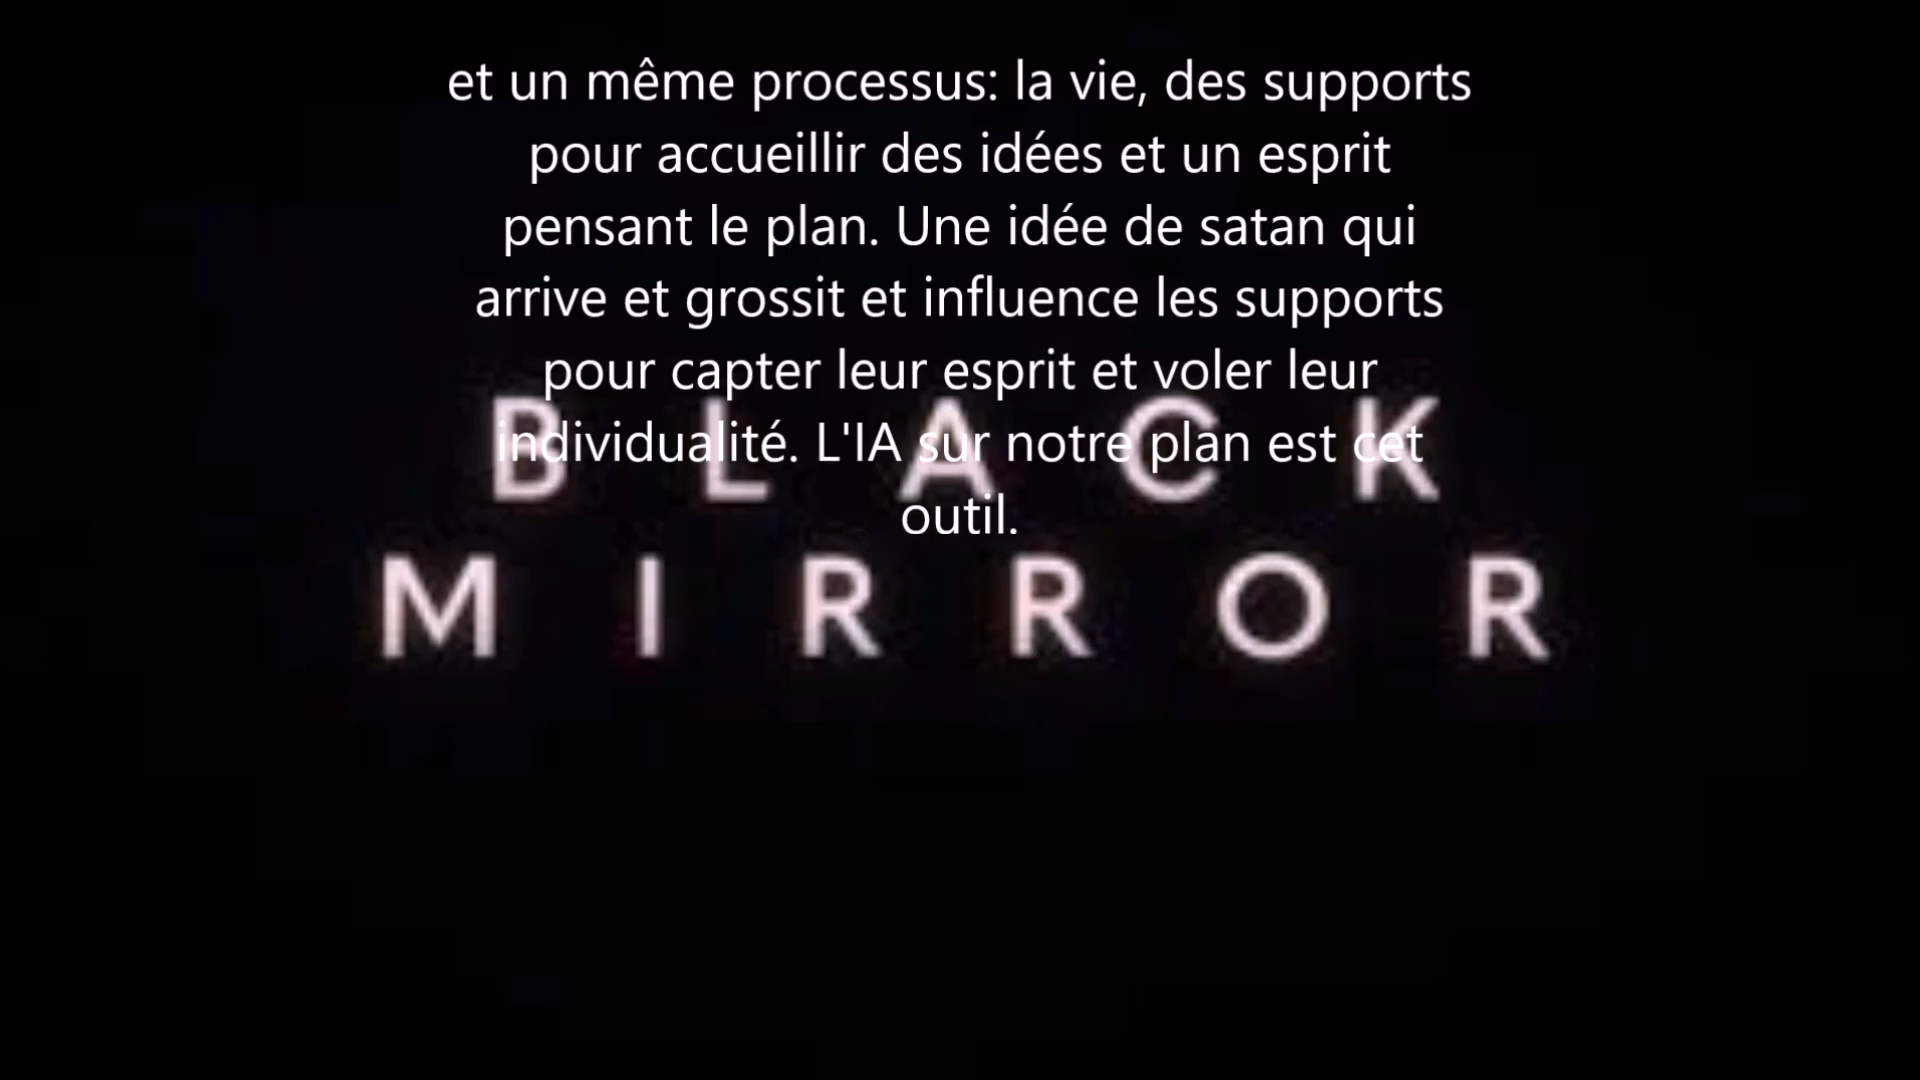 et un même processus: la vie, des supports
pour accueillir des idées et un esprit
pensant le plan. Une idée de satan qui
arrive et grossit et influence les supports
pour capter leur esprit et voler leur
individualité. L'IA sur notre plan est cet
outil.
BLACK
MIRROR